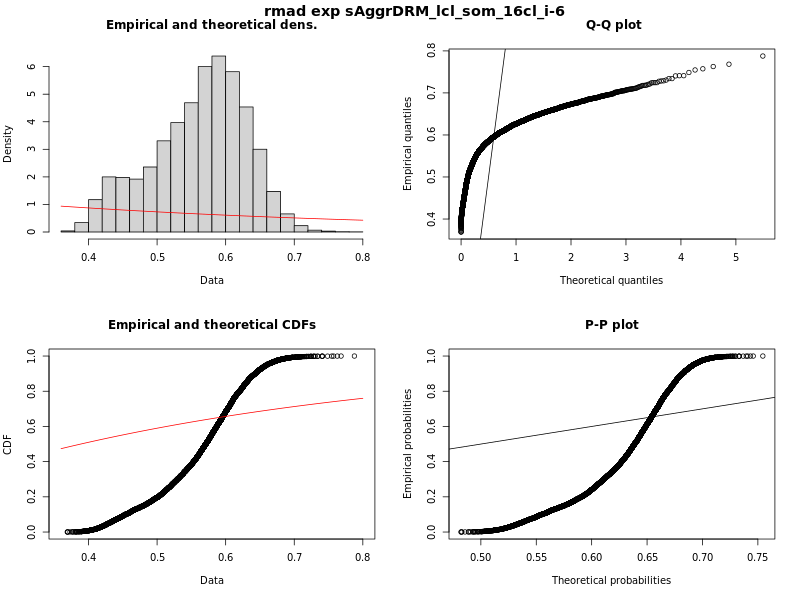 rmad exp sAggrDRM_lcl_som_16cl_i-6
Empirical and theoretical dens.
Density
0 1 2 3 4 5 6
0.4 0.5 0.6 0.7 0.8
Data
Q-Q plot
Empirical quantiles
0.4 0.5 0.6 0.7 0.8
0 1 2 3 4 5
Theoretical quantiles
Empirical and theoretical CDFs
CDF
0.0 0.2 0.4 0.6 0.8 1.0
0.4 0.5 0.6 0.7 0.8
Data
P-P plot
Empirical probabilities
0.0 0.2 0.4 0.6 0.8 1.0
0.50 0.55 0.60 0.65 0.70 0.75
Theoretical probabilities